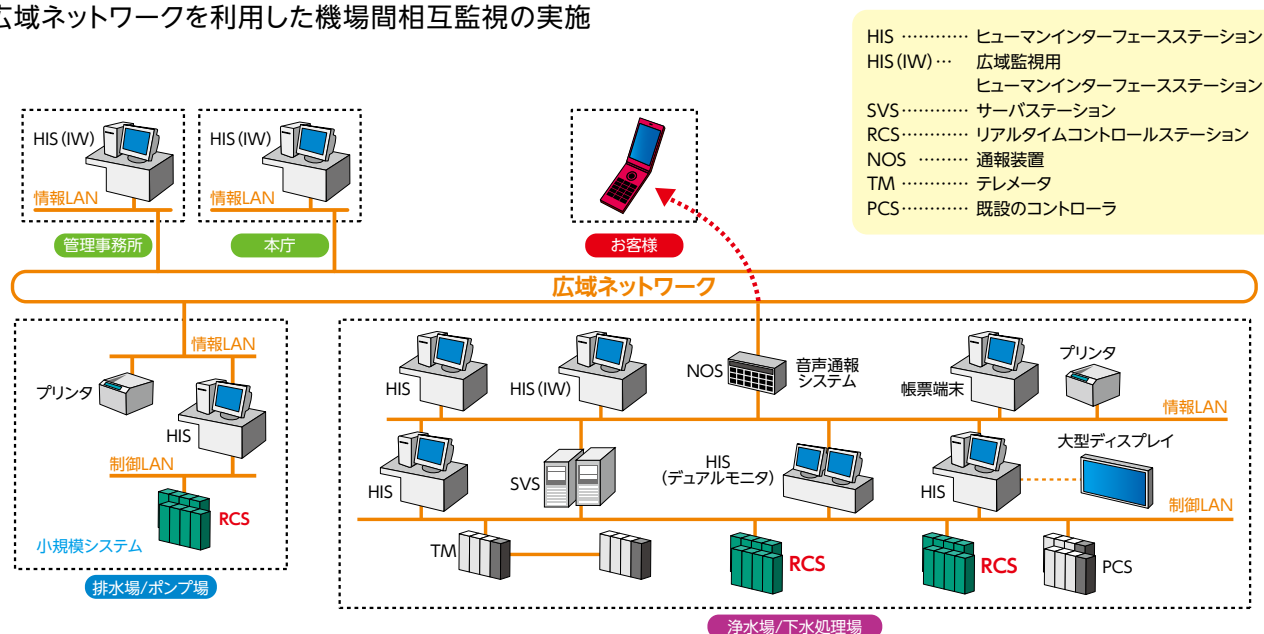 広域ネットワークを利用した機場間相互監視の実施
HIS ………… ヒューマンインターフェースステーション
HIS(IW)… 広域監視用
ヒューマンインターフェースステーション
SVS………… サーバステーション
RCS………… リアルタイムコントロールステーション
NOS ……… 通報装置
TM ………… テレメータ
PCS………… 既設のコントローラ
HIS(IW)
情報LAN
管理事務所
HIS(IW)
情報LAN
本庁
お客様
広域ネットワーク
情報LAN
プリンタ
HIS
制御LAN
RCS
小規模システム
排水場/ポンプ場
HIS
HIS(IW)
NOS
音声通報
システム
帳票端末
プリンタ
情報LAN
HIS
SVS
HIS
(デュアルモニタ)
HIS
大型ディスプレイ
制御LAN
TM
RCS
RCS
PCS
浄水場/下水処理場